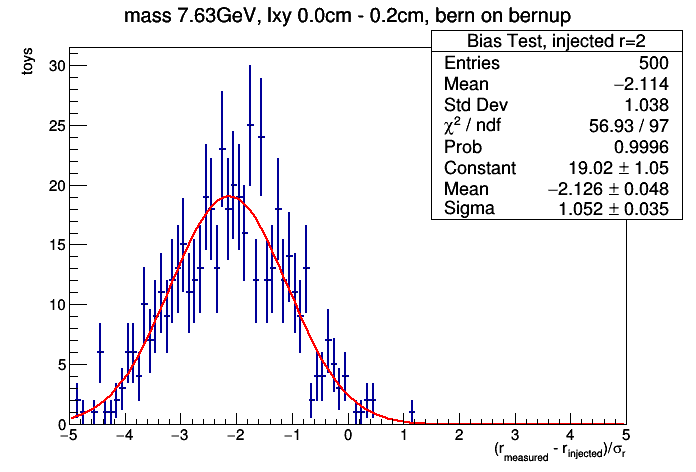 mass 7.63GeV, lxy 0.0cm - 0.2cm, bern on bernup
Bias Test, injected r=2
Entries 500
Mean −2.114
Std Dev 1.038
χ² / ndf 56.93 / 97
Prob 0.9996
Constant 19.02 ± 1.05
Mean −2.126 ± 0.048
Sigma 1.052 ± 0.035
toys
30
25
20
15
10
5
0
−5 −4 −3 −2 −1 0 1 2 3 4 5
(r_measured - r_injected)/σ_r